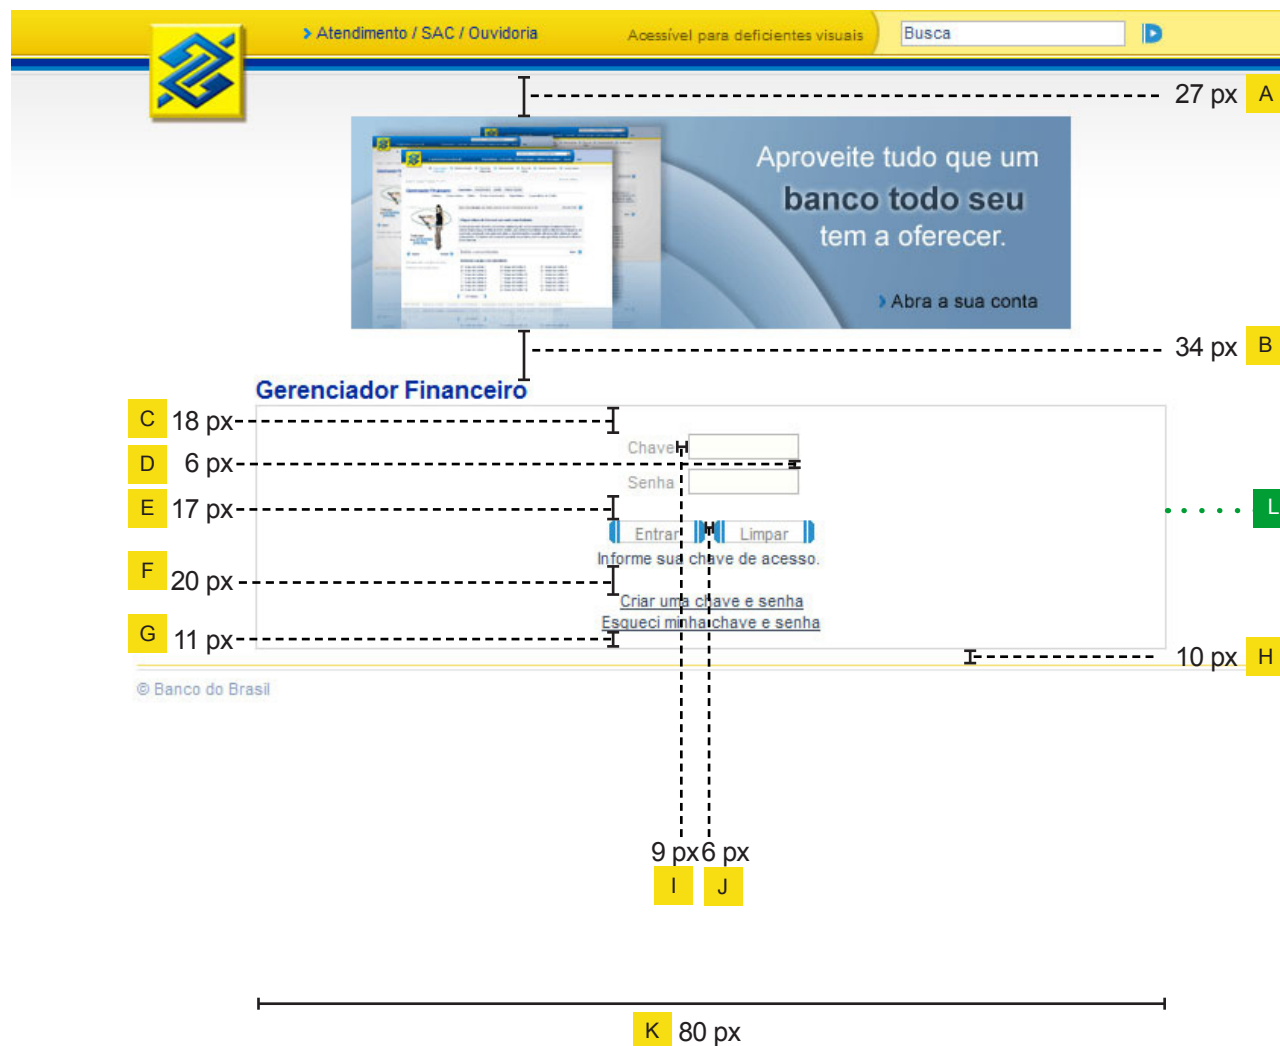 Atendimento / SAC / Ouvidoria
Acessível para deficientes visuais
Busca
27 px A
Aproveite tudo que um
banco todo seu
tem a oferecer.
Abra a sua conta
34 px B
Gerenciador Financeiro
C 18 px
Chave
D 6 px
Senha
E 17 px
L
Entrar Limpar
Informe sua chave de acesso.
F 20 px
Criar uma chave e senha
Esqueci minha chave e senha
G 11 px
10 px H
© Banco do Brasil
9 px 6 px
I J
K 80 px